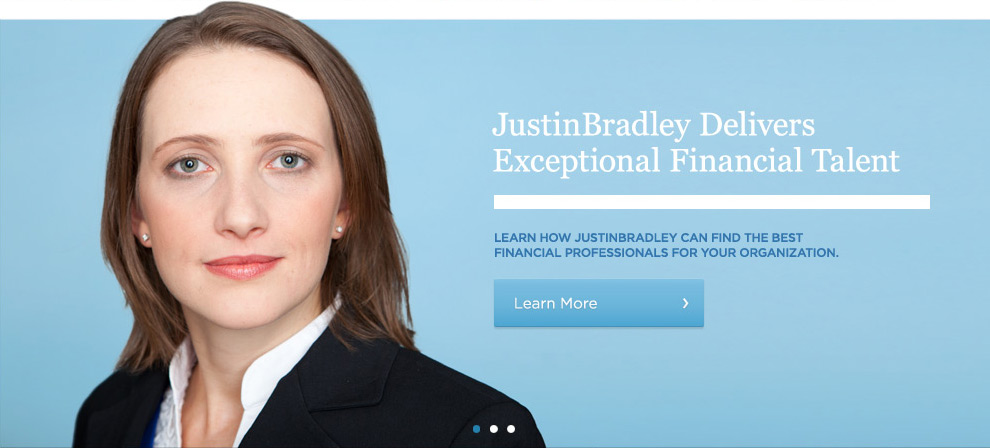 JustinBradley Delivers
Exceptional Financial Talent
LEARN HOW JUSTINBRADLEY CAN FIND THE BEST
FINANCIAL PROFESSIONALS FOR YOUR ORGANIZATION.
Learn More